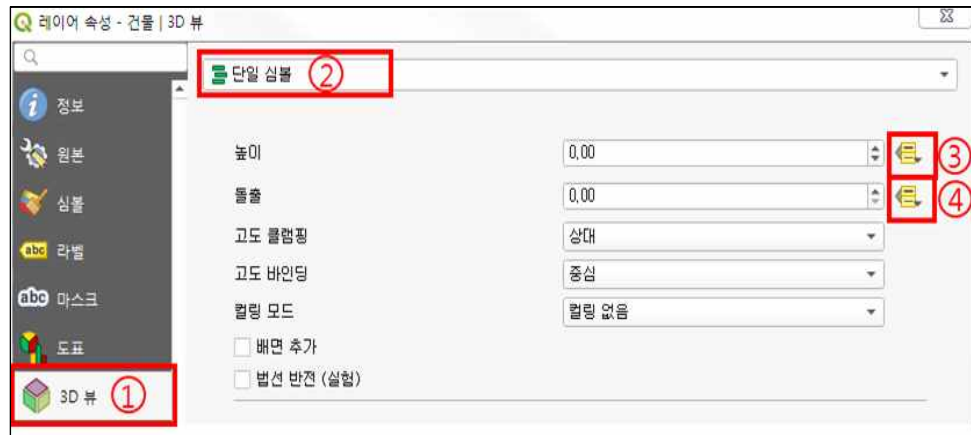 레이어 속성 - 건물 | 3D 뷰
단일 심볼 ②
정보
원본
심볼
abc 라벨
abc 마스크
도표
3D 뷰 ①
높이 0,00 ③
돌출 0,00 ④
고도 클램핑 상대
고도 바인딩 중심
컬링 모드 컬링 없음
배면 추가
법선 반전 (실험)